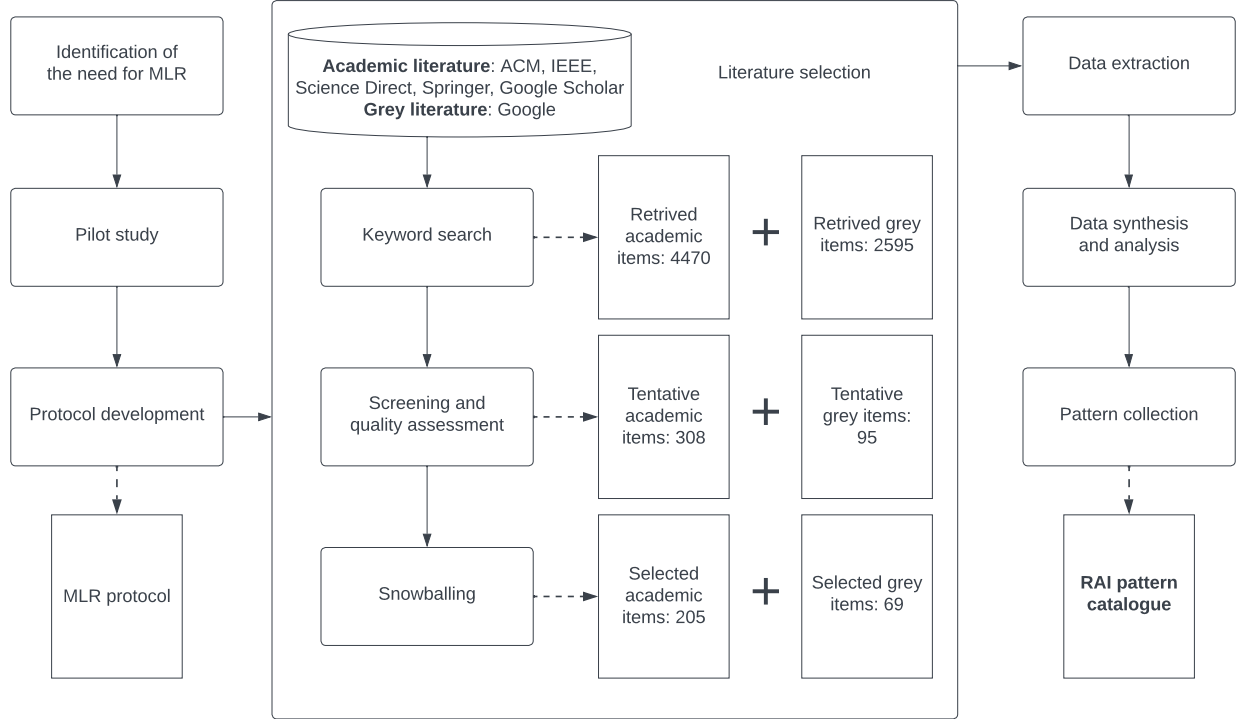 Identification of
the need for MLR
Pilot study
Protocol development
MLR protocol
Academic literature: ACM, IEEE,
Science Direct, Springer, Google Scholar
Grey literature: Google
Literature selection
Keyword search
Retrived
academic
items: 4470
+
Retrived grey
items: 2595
Screening and
quality assessment
Tentative
academic
items: 308
+
Tentative
grey items:
95
Snowballing
Selected
academic
items: 205
+
Selected grey
items: 69
Data extraction
Data synthesis
and analysis
Pattern collection
RAI pattern
catalogue